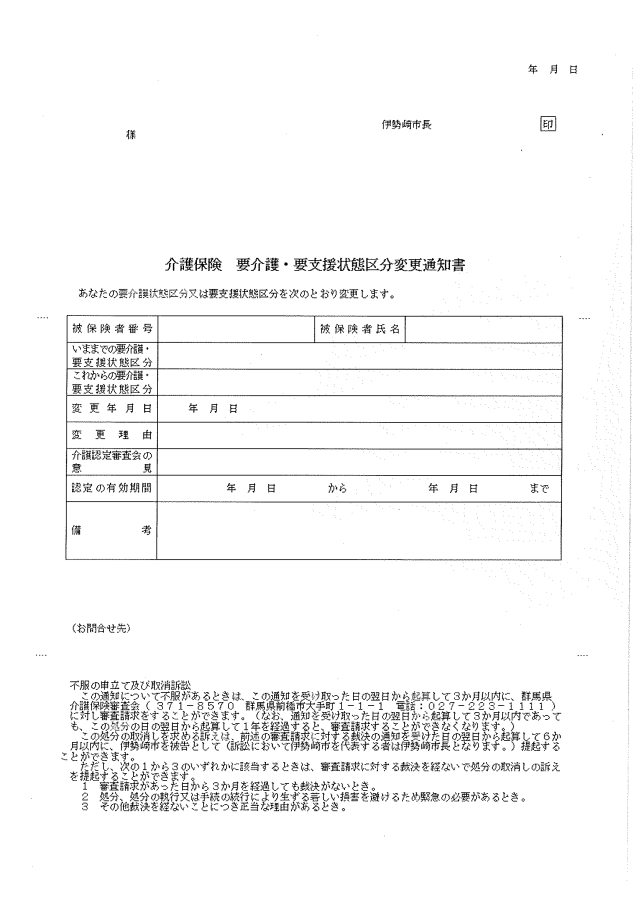 年 月 日
伊勢崎市長 印
様
介護保険 要介護・要支援状態区分変更通知書
あなたの要介護状態区分又は要支援状態区分を次のとおり変更します。
被保険者番号 被保険者氏名
いままでの要介護・
要支援状態区分
これからの要介護・
要支援状態区分
変更年月日 年 月 日
変更理由
介護認定審査会の
意見
認定の有効期間 年 月 日 から 年 月 日 まで
備考
(お問合せ先)
不服の申立て及び取消訴訟
この通知について不服があるときは、この通知を受け取った日の翌日から起算して3か月以内に、群馬県
介護保険審査会(371-8570 群馬県前橋市大手町1-1-1 電話:027-223-1111)
に対し審査請求をすることができます。(なお、通知を受け取った日の翌日から起算して3か月以内であって
も、この処分の日の翌日から起算して1年を経過すると、審査請求することができなくなります。)
この処分の取消しを求める訴えは、前述の審査請求に対する裁決の通知を受けた日の翌日から起算して6か
月以内に、伊勢崎市を被告として(訴訟において伊勢崎市を代表する者は伊勢崎市長となります。)提起する
ことができます。
ただし、次の1から3のいずれかに該当するときは、審査請求に対する裁決を経ないで処分の取消しの訴え
を提起することができます。
1 審査請求があった日から3か月を経過しても裁決がないとき。
2 処分、処分の執行又は手続の続行により生ずる著しい損害を避けるため緊急の必要があるとき。
3 その他裁決を経ないことにつき正当な理由があるとき。